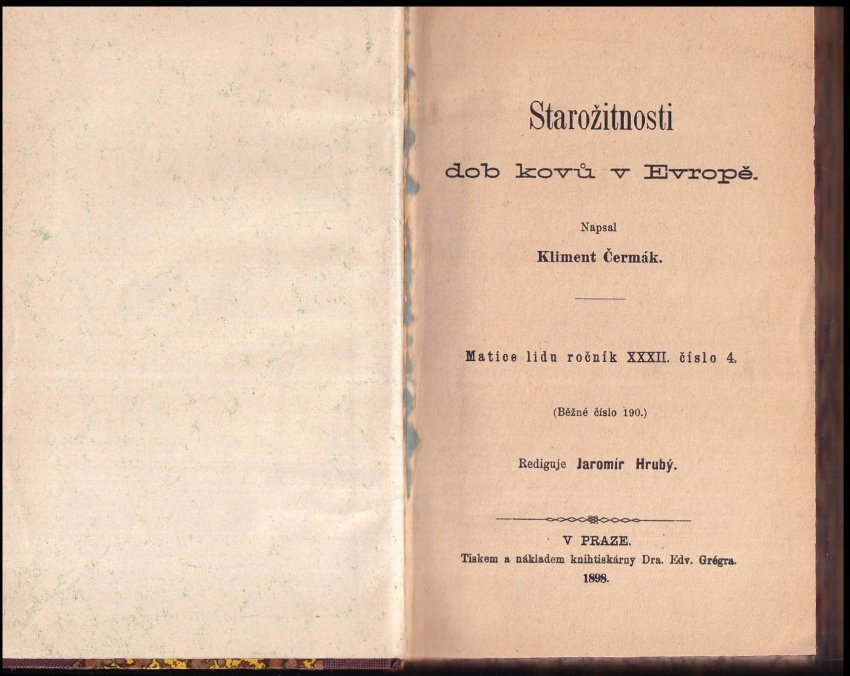 Starožitnosti
dob kovů v Evropě.
Napsal
Kliment Čermák.
Matice lidu ročník XXXII. číslo 4.
(Běžné číslo 190.)
Rediguje Jaromír Hrubý.
V PRAZE.
Tiskem a nákladem knihtiskárny Dra. Edv. Grégra.
1898.